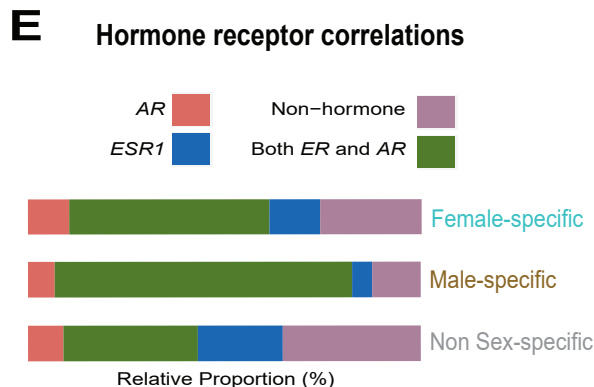 E
Hormone receptor correlations
AR
Non−hormone
ESR1
Both ER and AR
Female-specific
Male-specific
Non Sex-specific
Relative Proportion (%)